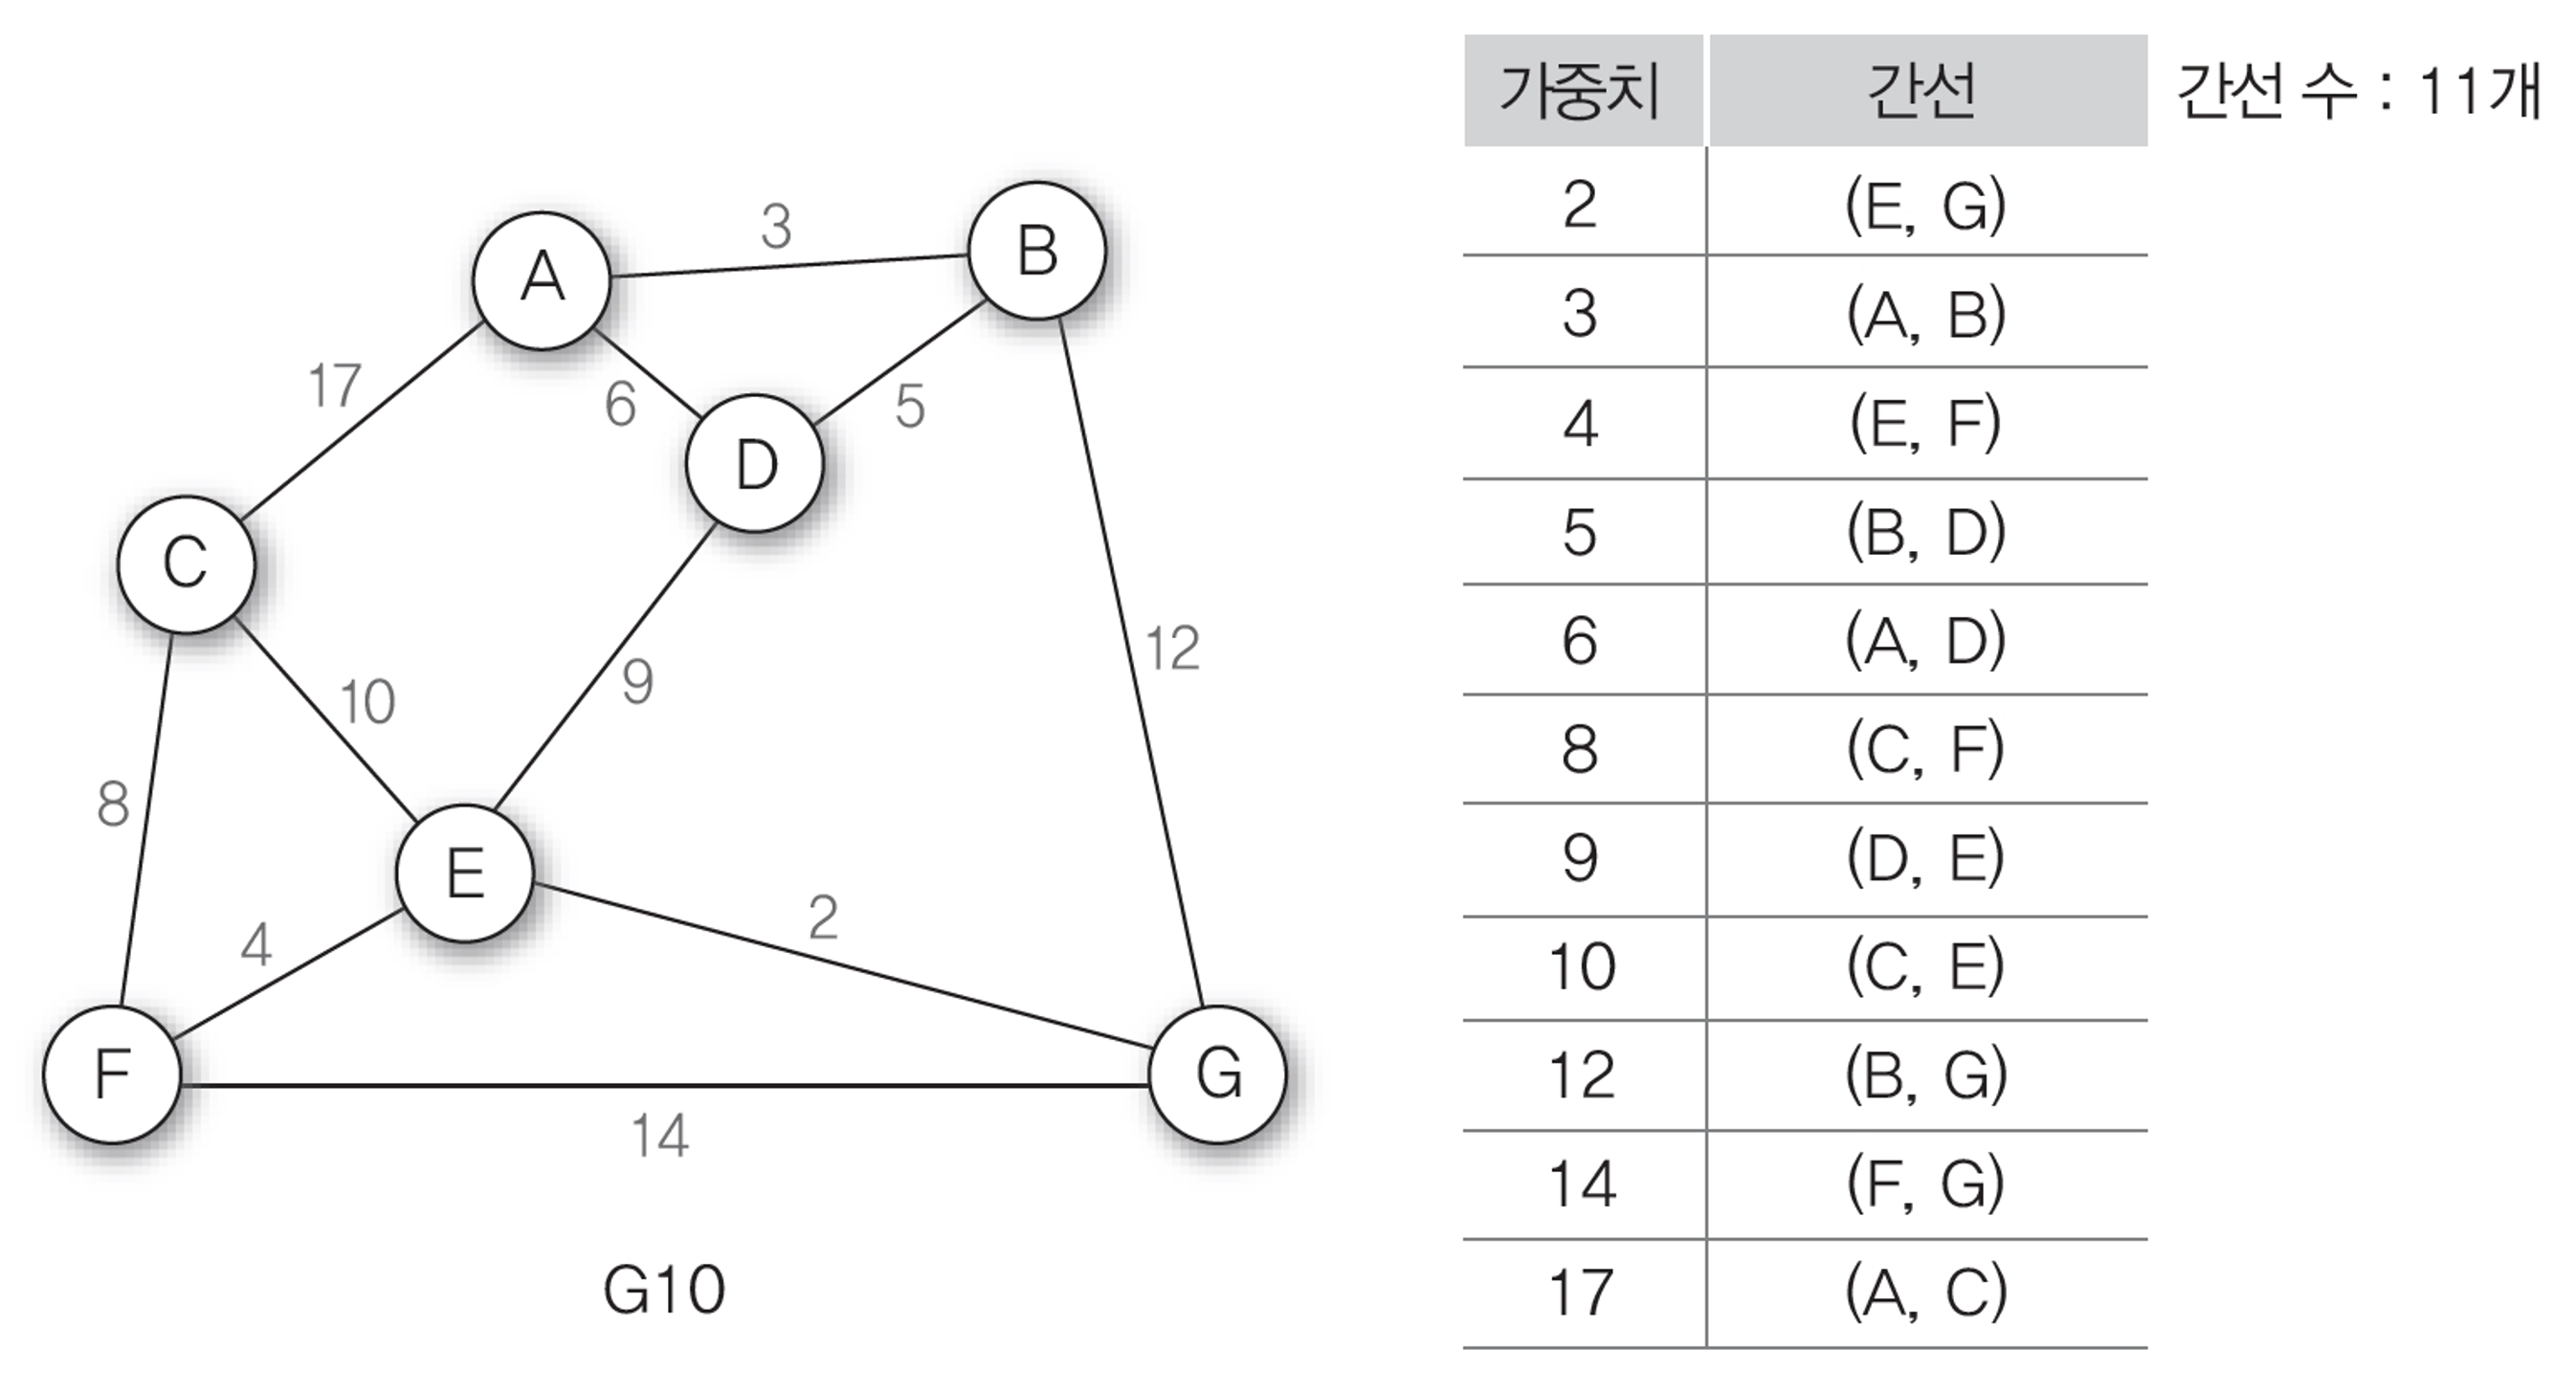 가중치 간선 간선 수 : 11개
2 (E, G)
3 (A, B)
4 (E, F)
5 (B, D)
6 (A, D)
8 (C, F)
9 (D, E)
10 (C, E)
12 (B, G)
14 (F, G)
17 (A, C)
3
B
A
17
6
5
D
C
12
9
10
8
E
2
4
F
G
14
G10